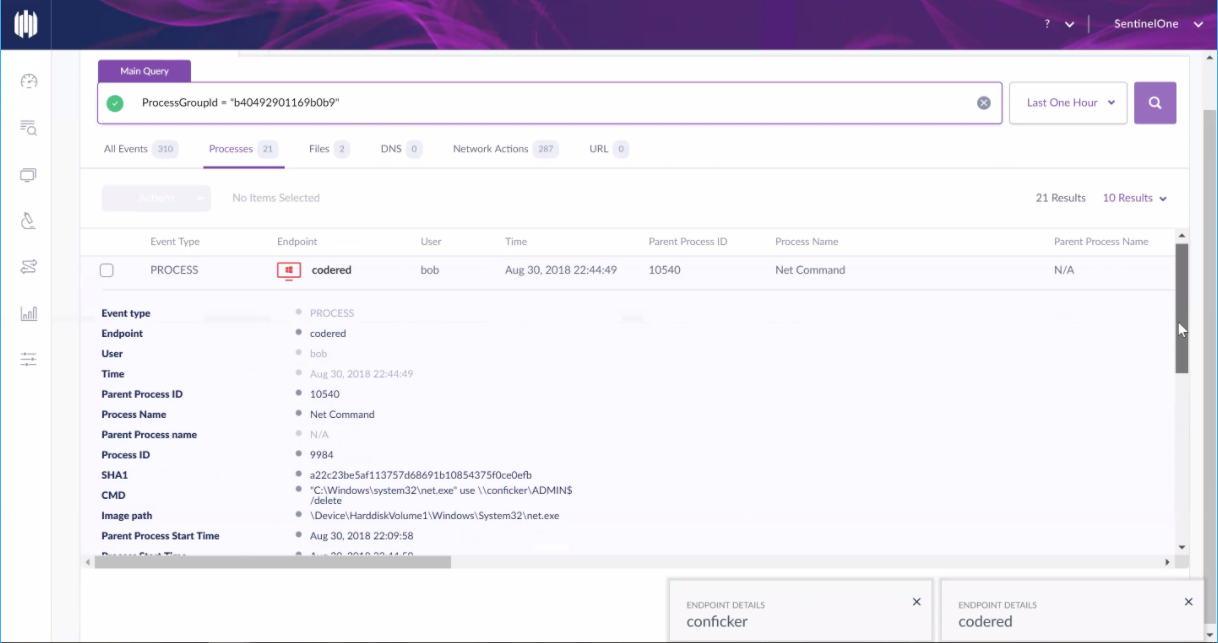 ? SentinelOne
Main Query
ProcessGroupId = "b40492901169b0b9"
Last One Hour
All Events 310 Processes 21 Files 2 DNS 0 Network Actions 287 URL 0
Actions No Items Selected 21 Results 10 Results
Event Type Endpoint User Time Parent Process ID Process Name Parent Process Name
PROCESS codered bob Aug 30, 2018 22:44:49 10540 Net Command N/A
Event type PROCESS
Endpoint codered
User bob
Time Aug 30, 2018 22:44:49
Parent Process ID 10540
Process Name Net Command
Parent Process name N/A
Process ID 9984
SHA1 a22c23be5af113757d68691b10854375f0ce0efb
CMD "C:\Windows\system32\net.exe" use \\conficker\ADMIN$
/delete
Image path \Device\HarddiskVolume1\Windows\System32\net.exe
Parent Process Start Time Aug 30, 2018 22:09:58
Process Start Time
ENDPOINT DETAILS ENDPOINT DETAILS
conficker codered